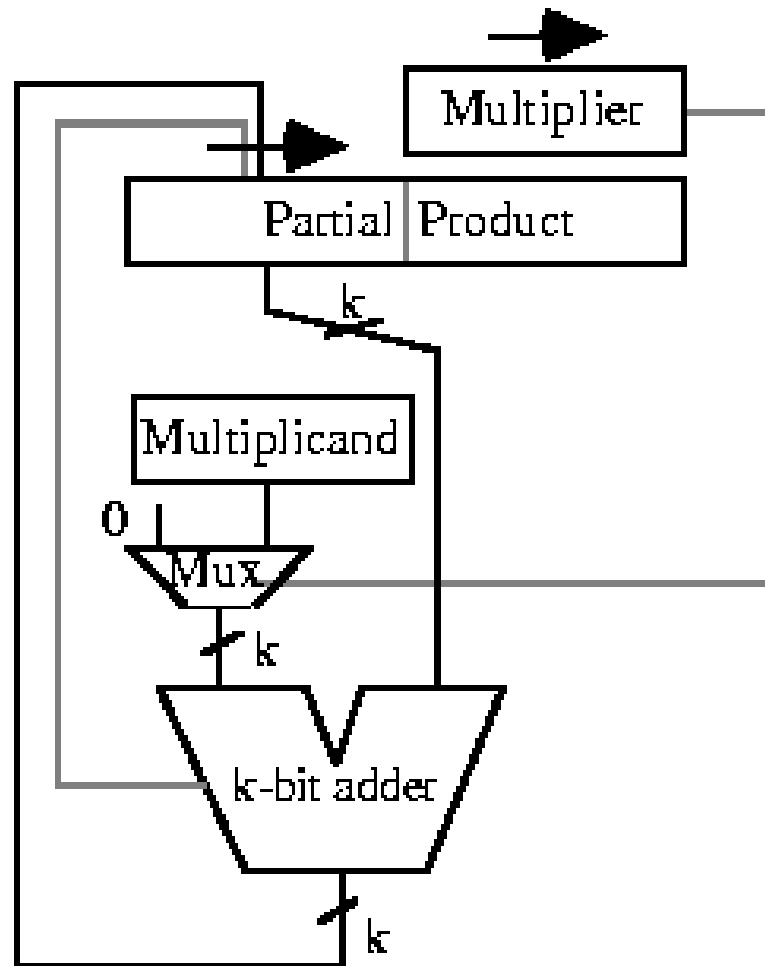 Multiplier
Partial Product
k
Multiplicand
0
Mux
k
k-bit adder
k